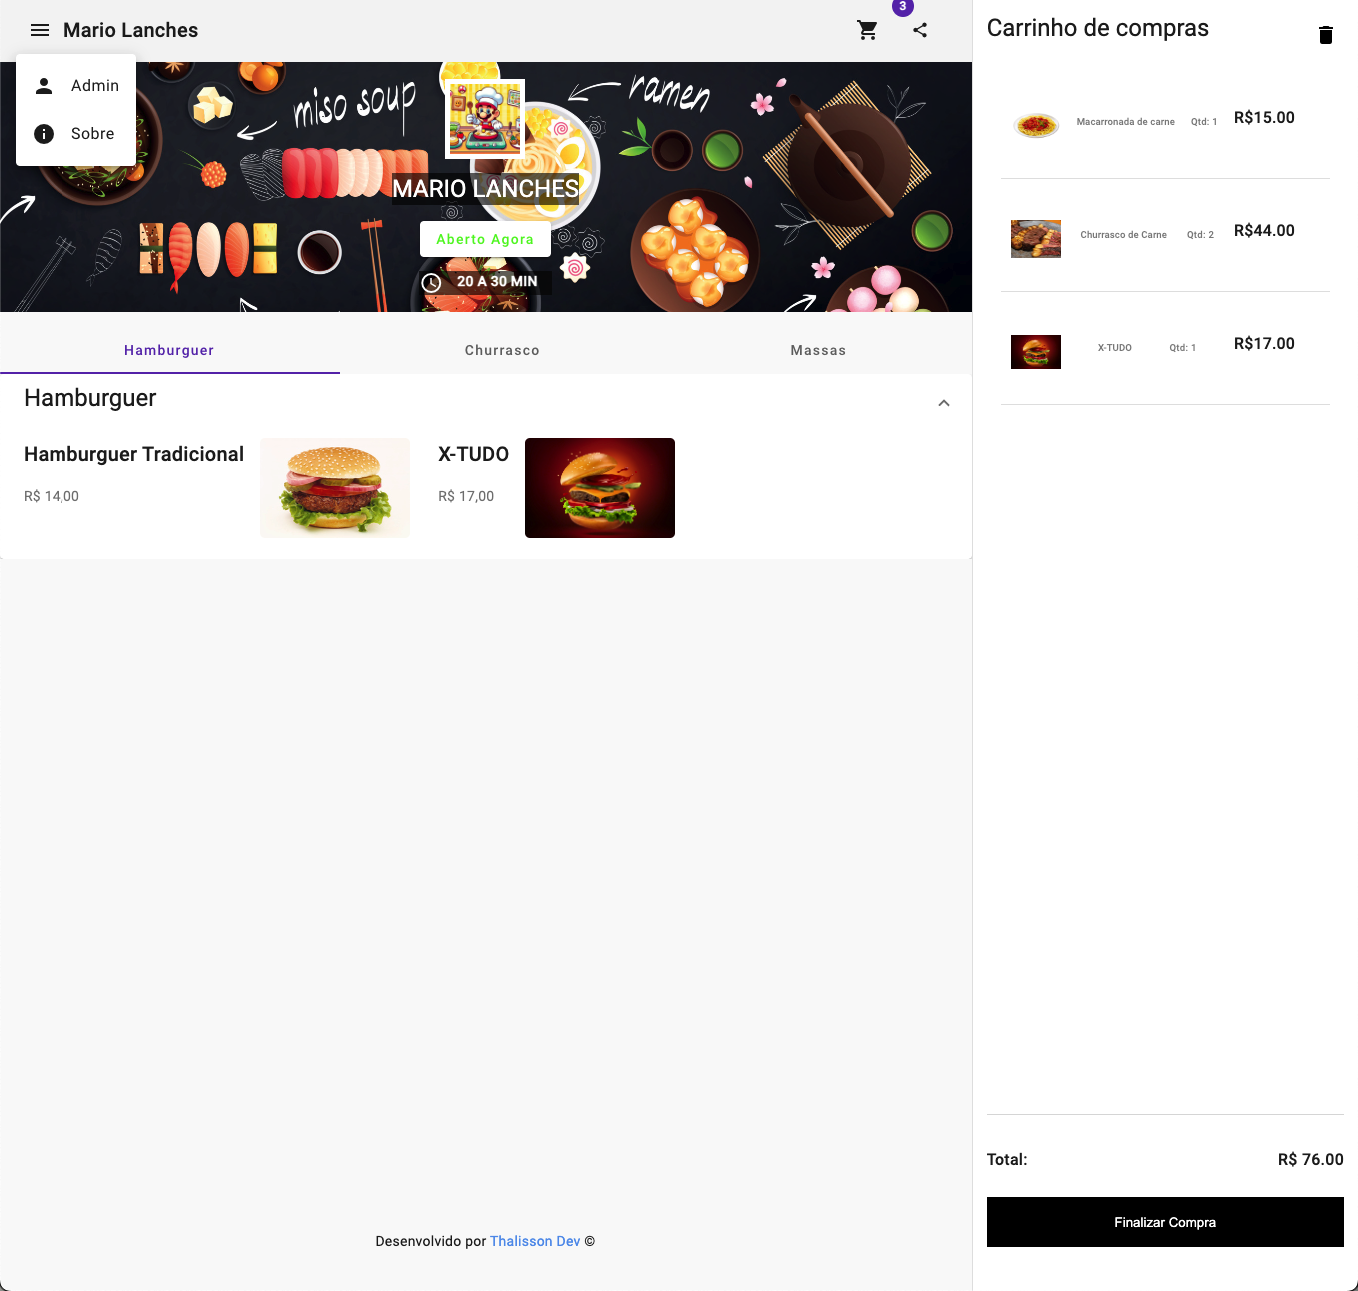 Mario Lanches
3
Admin
Sobre
miso soup
ramen
MARIO LANCHES
Aberto Agora
20 A 30 MIN
Hamburguer
Churrasco
Massas
Hamburguer
Hamburguer Tradicional
R$ 14,00
X-TUDO
R$ 17,00
Desenvolvido por Thalisson Dev ©
Carrinho de compras
Macarronada de carne Qtd: 1 R$15.00
Churrasco de Carne Qtd: 2 R$44.00
X-TUDO Qtd: 1 R$17.00
Total: R$ 76.00
Finalizar Compra